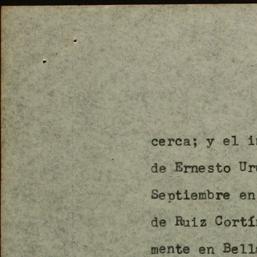 cerca; y el i
de Ernesto Ur
Septiembre en
de Ruiz Cortí
mente en Bell